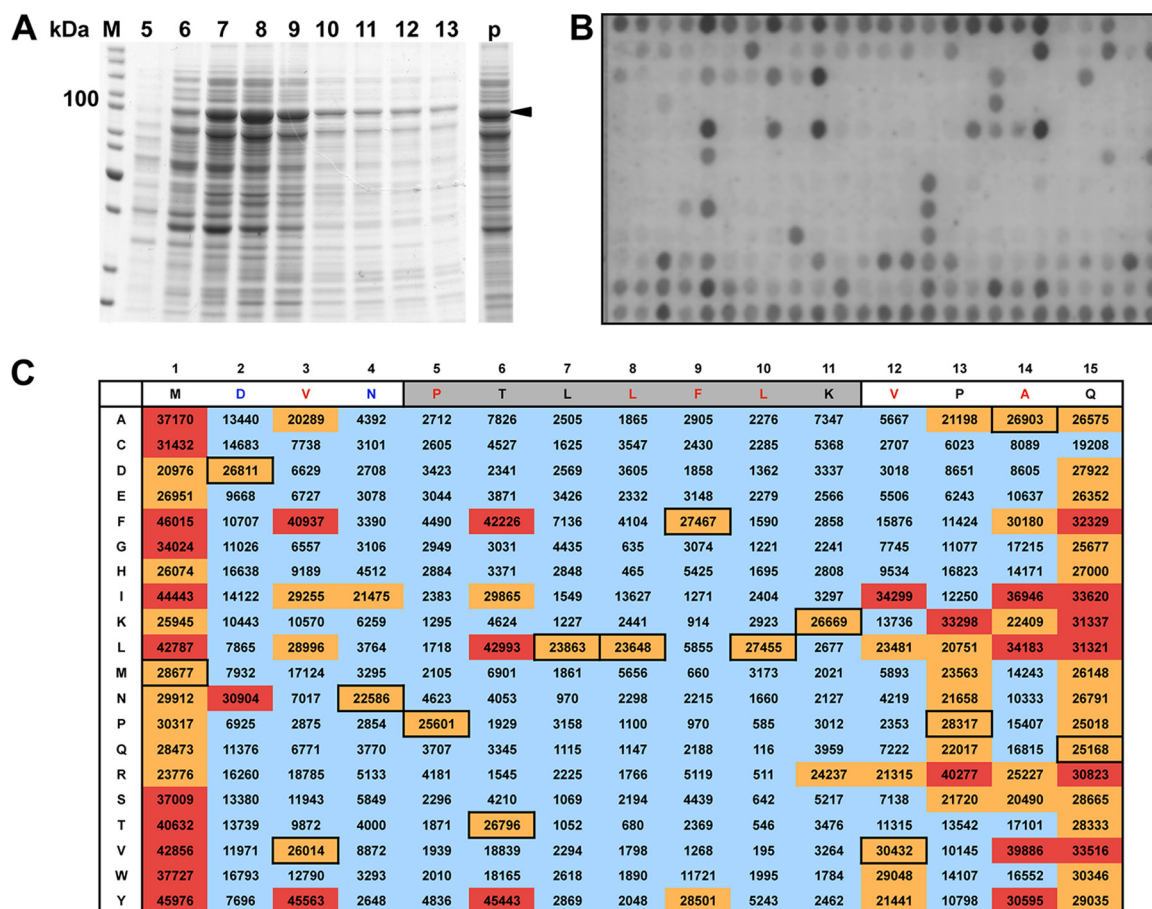 A kDa M 5 6 7 8 9 10 11 12 13 p B
100
C
1 2 3 4 5 6 7 8 9 10 11 12 13 14 15
M D V N P T L L F L K V P A Q
A 37170 13440 20289 4392 2712 7826 2505 1865 2905 2276 7347 5667 21198 26903 26575
C 31432 14683 7738 3101 2605 4527 1625 3547 2430 2285 5368 2707 6023 8089 19208
D 20976 26811 6629 2708 3423 2341 2569 3605 1858 1362 3337 3018 8651 8605 27922
E 26951 9668 6727 3078 3044 3871 3426 2332 3148 2279 2566 5506 6243 10637 26352
F 46015 10707 40937 3390 4490 42226 7136 4104 27467 1590 2858 15876 11424 30180 32329
G 34024 11026 6557 3106 2949 3031 4435 635 3074 1221 2241 7745 11077 17215 25677
H 26074 16638 9189 4512 2884 3371 2848 465 5425 1695 2808 9534 16823 14171 27000
I 44443 14122 29255 21475 2383 29865 1549 13627 1271 2404 3297 34299 12250 36946 33620
K 25945 10443 10570 6259 1295 4624 1227 2441 914 2923 26669 13736 33298 22409 31337
L 42787 7865 28996 3764 1718 42993 23863 23648 5855 27455 2677 23481 20751 34183 31321
M 28677 7932 17124 3295 2105 6901 1861 5656 660 3173 2021 5893 23563 14243 26148
N 29912 30904 7017 22586 4623 4053 970 2298 2215 1660 2127 4219 21658 10333 26791
P 30317 6925 2875 2854 25601 1929 3158 1100 970 585 3012 2353 28317 15407 25018
Q 28473 11376 6771 3770 3707 3345 1115 1147 2188 116 3959 7222 22017 16815 25168
R 23776 16260 18785 5133 4181 1545 2225 1766 5119 511 24237 21315 40277 25227 30823
S 37009 13380 11943 5849 2296 4210 1069 2194 4439 642 5217 7138 21720 20490 28665
T 40632 13739 9872 4000 1871 26796 1052 680 2369 546 3476 11315 13542 17101 28333
V 42856 11971 26014 8872 1939 18839 2294 1798 1268 195 3264 30432 10145 39886 33516
W 37727 16793 12790 3293 2010 18165 2618 1890 11721 1995 1784 29048 14107 16552 30346
Y 45976 7696 45563 2648 4836 45443 2869 2048 28501 5243 2462 21441 10798 30595 29035